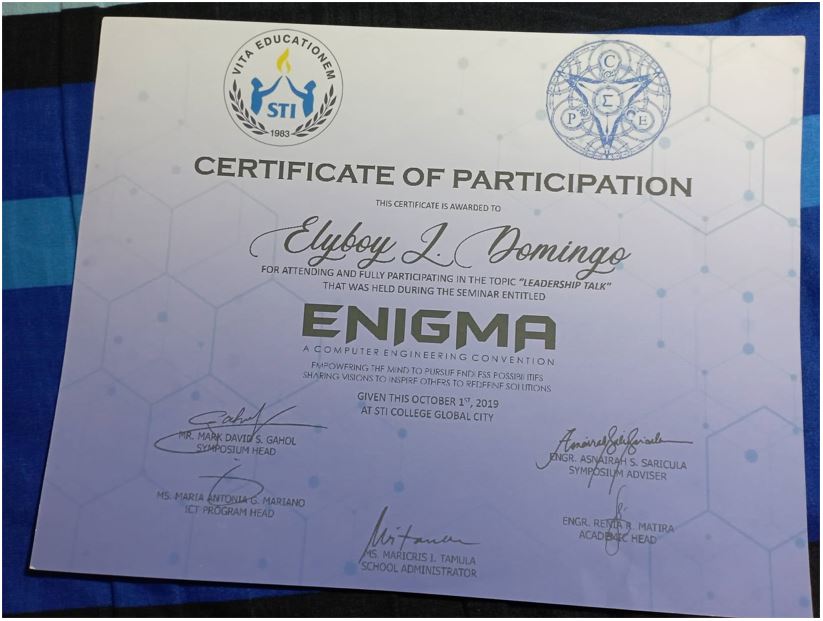 VITA EDUCATIONEM
STI
1983
C
Σ
P E
CERTIFICATE OF PARTICIPATION
THIS CERTIFICATE IS AWARDED TO
Elyboy L. Domingo
FOR ATTENDING AND FULLY PARTICIPATING IN THE TOPIC "LEADERSHIP TALK"
THAT WAS HELD DURING THE SEMINAR ENTITLED
ENIGMA
A COMPUTER ENGINEERING CONVENTION
EMPOWERING THE MIND TO PURSUE ENDLESS POSSIBILITIES
SHARING VISIONS TO INSPIRE OTHERS TO REDEFINE SOLUTIONS
GIVEN THIS OCTOBER 1ST, 2019
AT STI COLLEGE GLOBAL CITY
MR. MARK DAVID S. GAHOL
SYMPOSIUM HEAD
ENGR. ASNAIRAH S. SARICULA
SYMPOSIUM ADVISER
MS. MARIA ANTONIA G. MARIANO
ICT PROGRAM HEAD
ENGR. RENIA R. MATIRA
ACADEMIC HEAD
MS. MARICRIS I. TAMULA
SCHOOL ADMINISTRATOR